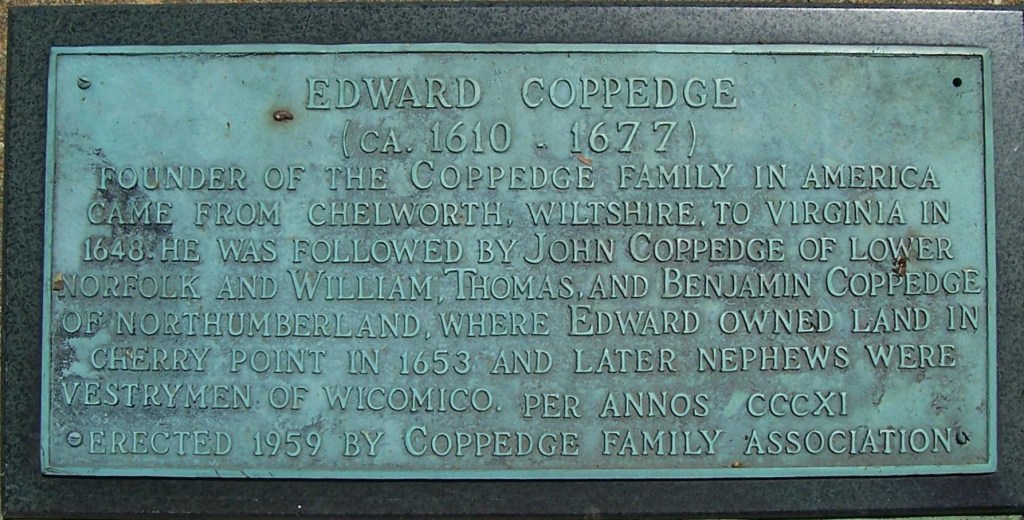 EDWARD COPPEDGE
(CA. 1610 - 1677)
FOUNDER OF THE COPPEDGE FAMILY IN AMERICA
CAME FROM CHELWORTH, WILTSHIRE, TO VIRGINIA IN
1648. HE WAS FOLLOWED BY JOHN COPPEDGE OF LOWER
NORFOLK AND WILLIAM, THOMAS, AND BENJAMIN COPPEDGE
OF NORTHUMBERLAND, WHERE EDWARD OWNED LAND IN
CHERRY POINT IN 1653 AND LATER NEPHEWS WERE
VESTRYMEN OF WICOMICO. PER ANNOS CCCXI
ERECTED 1959 BY COPPEDGE FAMILY ASSOCIATION